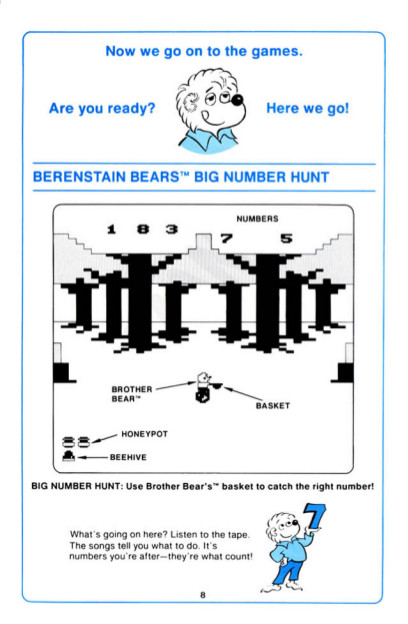 Now we go on to the games.
Are you ready?
Here we go!
BERENSTAIN BEARS™ BIG NUMBER HUNT
NUMBERS
1 8 3 7 5
BROTHER
BEAR™
BASKET
HONEYPOT
BEEHIVE
BIG NUMBER HUNT: Use Brother Bear's™ basket to catch the right number!
7
What's going on here? Listen to the tape.
The songs tell you what to do. It's
numbers you're after—they're what count!
8